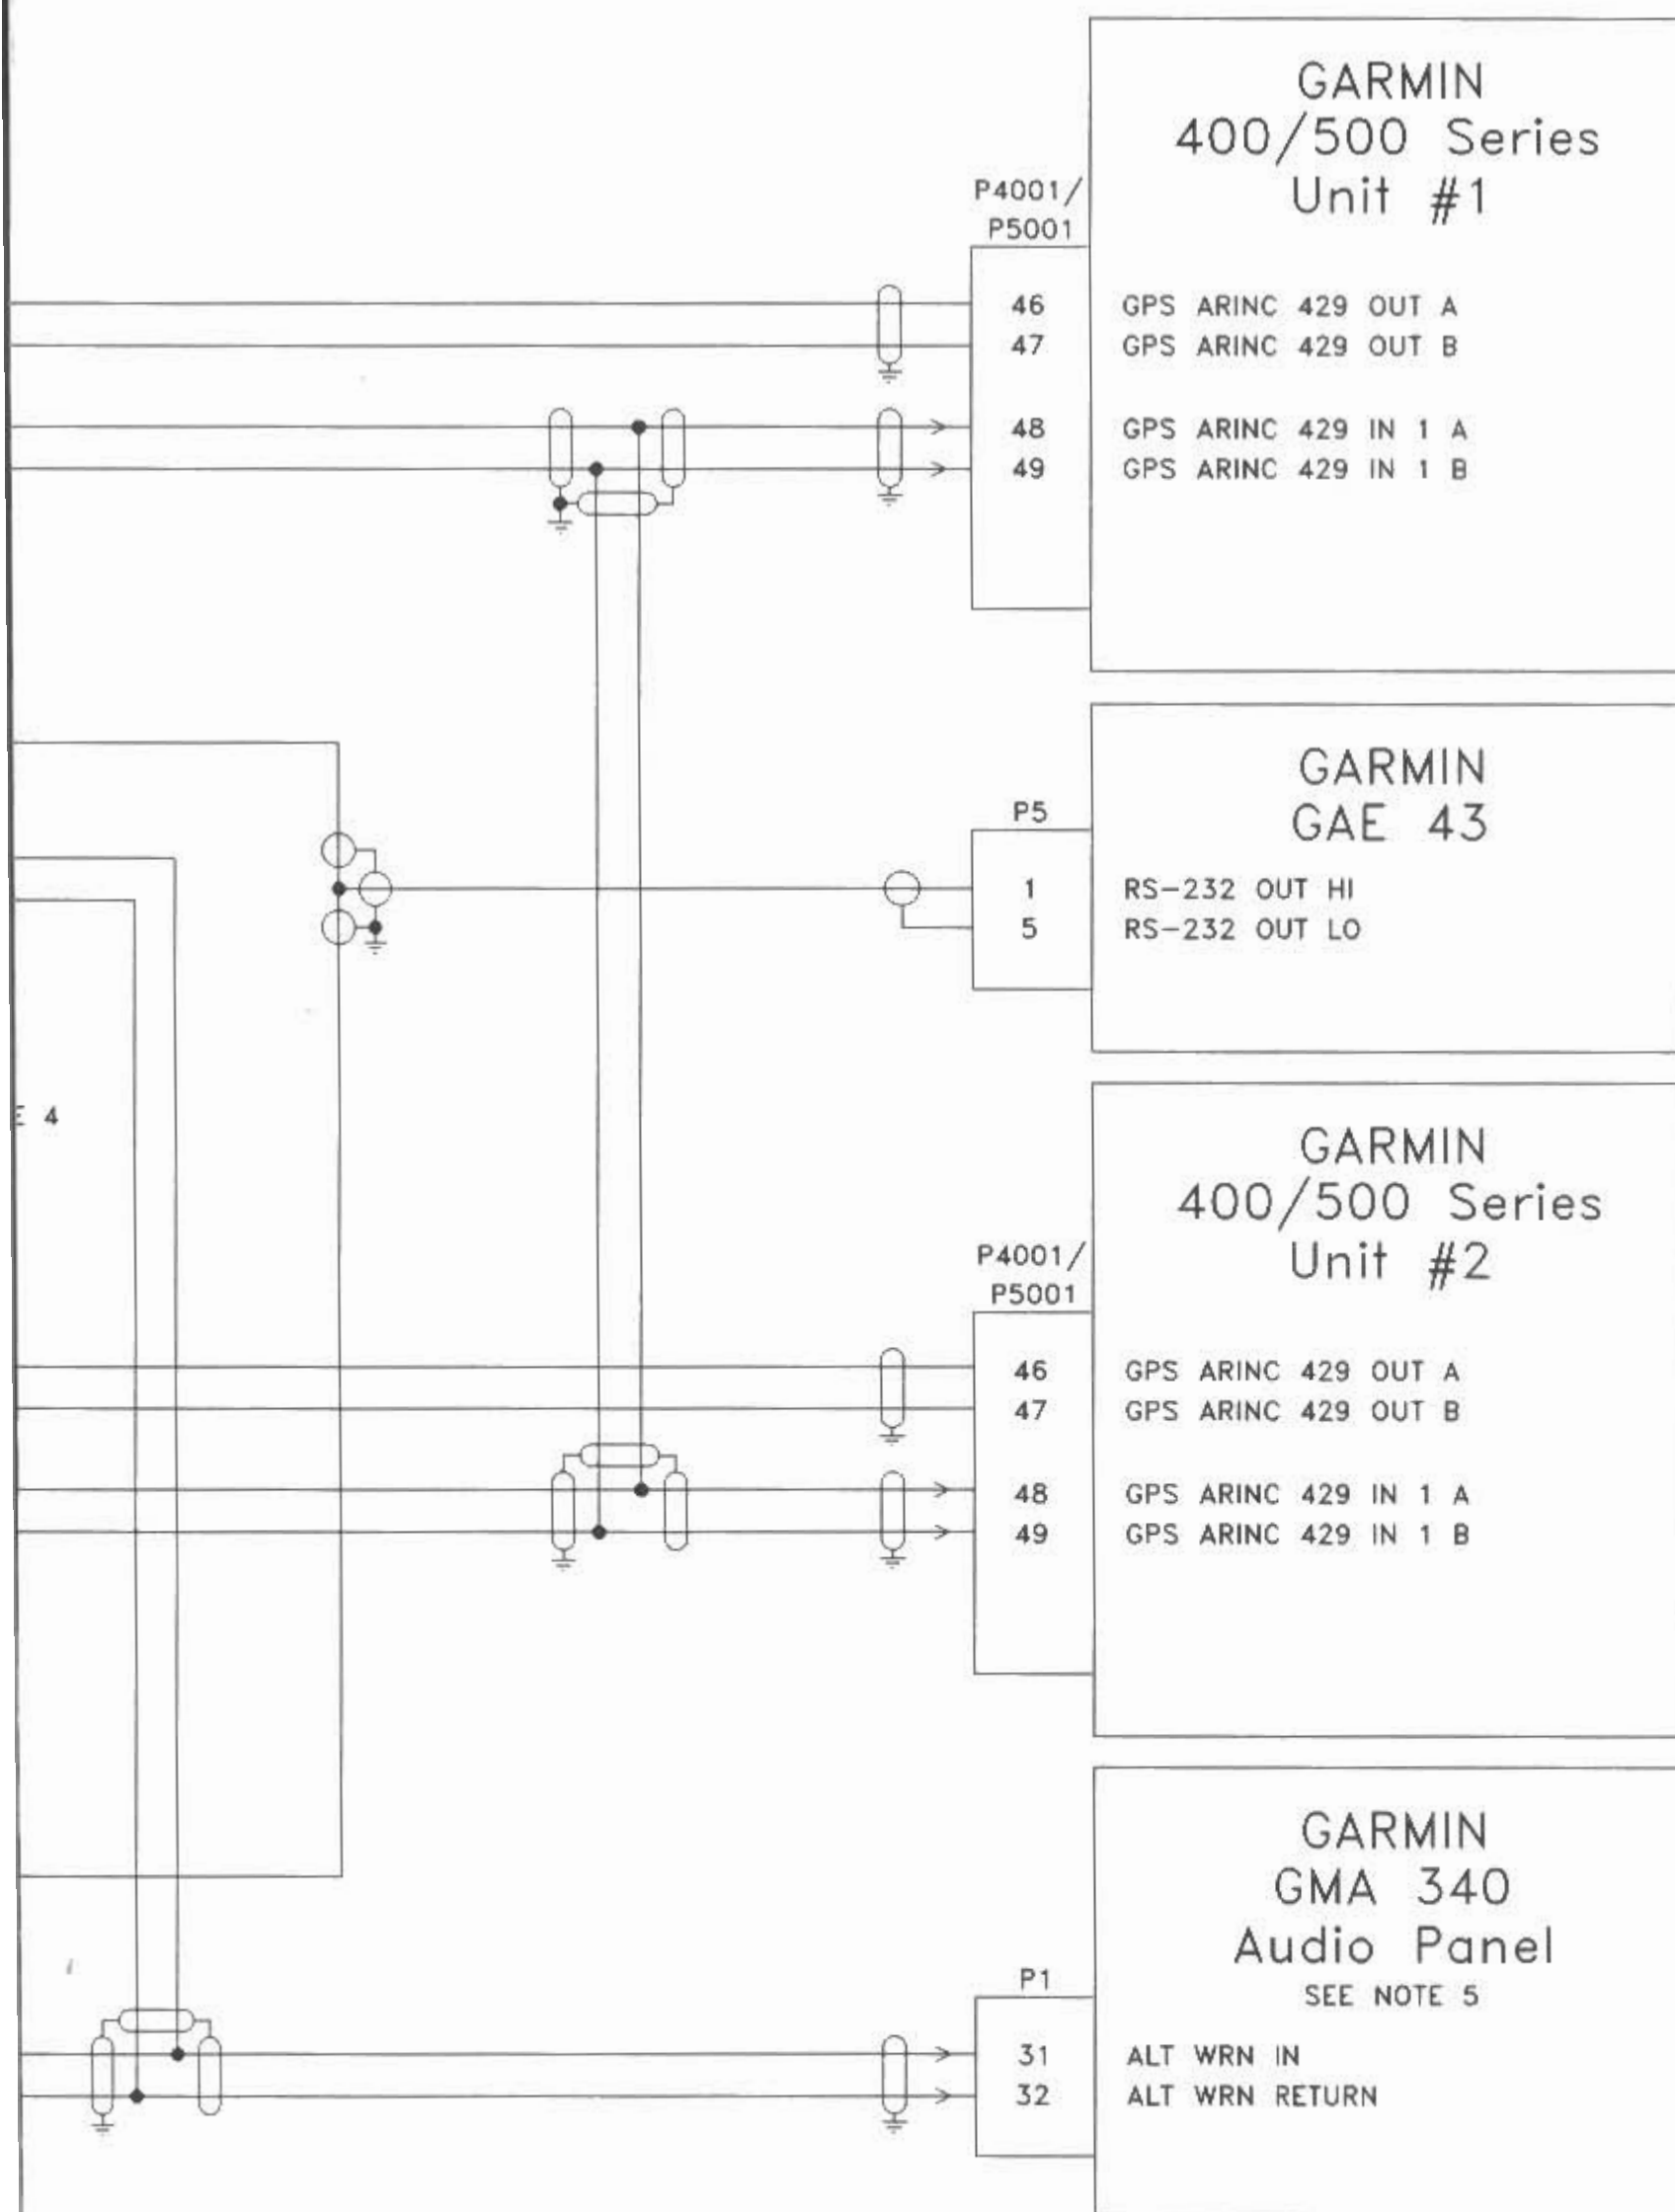 GARMIN
400/500 Series
Unit #1
P4001/
P5001
46 GPS ARINC 429 OUT A
47 GPS ARINC 429 OUT B
48 GPS ARINC 429 IN 1 A
49 GPS ARINC 429 IN 1 B
GARMIN
GAE 43
P5
1 RS-232 OUT HI
5 RS-232 OUT LO
E 4
GARMIN
400/500 Series
Unit #2
P4001/
P5001
46 GPS ARINC 429 OUT A
47 GPS ARINC 429 OUT B
48 GPS ARINC 429 IN 1 A
49 GPS ARINC 429 IN 1 B
GARMIN
GMA 340
Audio Panel
SEE NOTE 5
P1
31 ALT WRN IN
32 ALT WRN RETURN